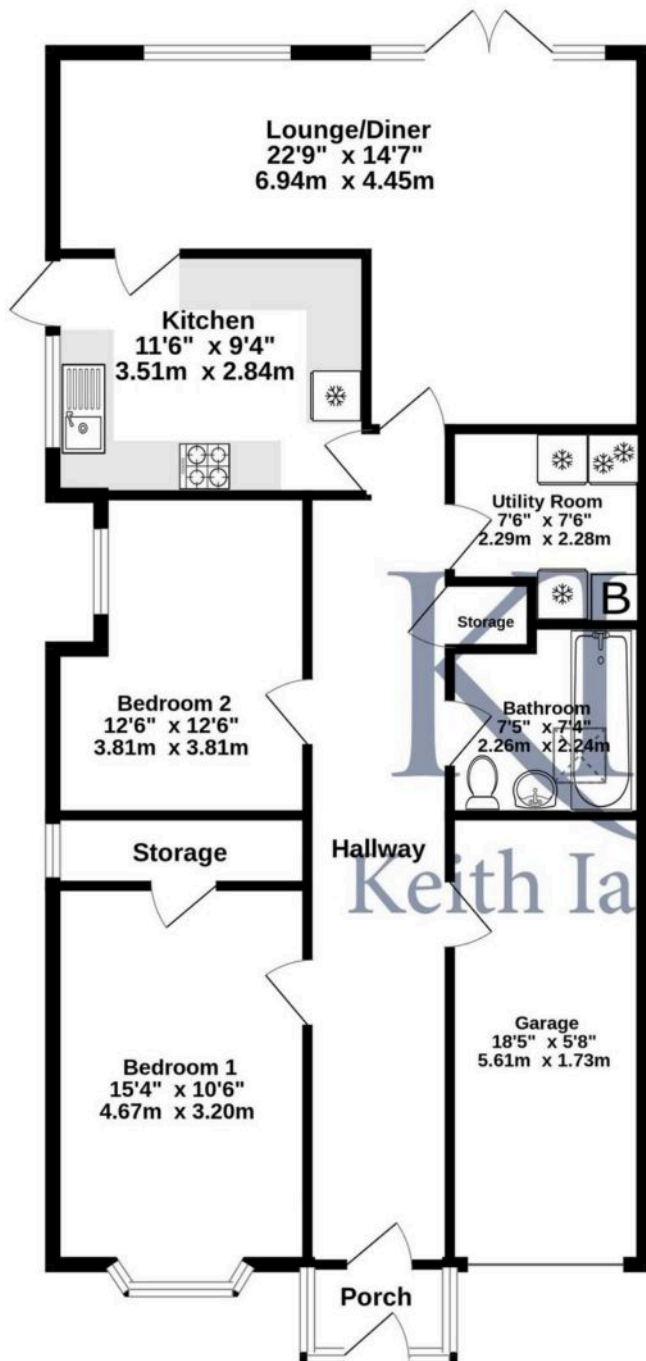 Lounge/Diner
22'9" x 14'7"
6.94m x 4.45m
Kitchen
11'6" x 9'4"
3.51m x 2.84m
Utility Room
7'6" x 7'6"
2.29m x 2.28m
B
Storage
Bedroom 2
12'6" x 12'6"
3.81m x 3.81m
Bathroom
7'5" x 7'4"
2.26m x 2.24m
Storage
Hallway
Keith Ia
Garage
18'5" x 5'8"
5.61m x 1.73m
Bedroom 1
15'4" x 10'6"
4.67m x 3.20m
Porch